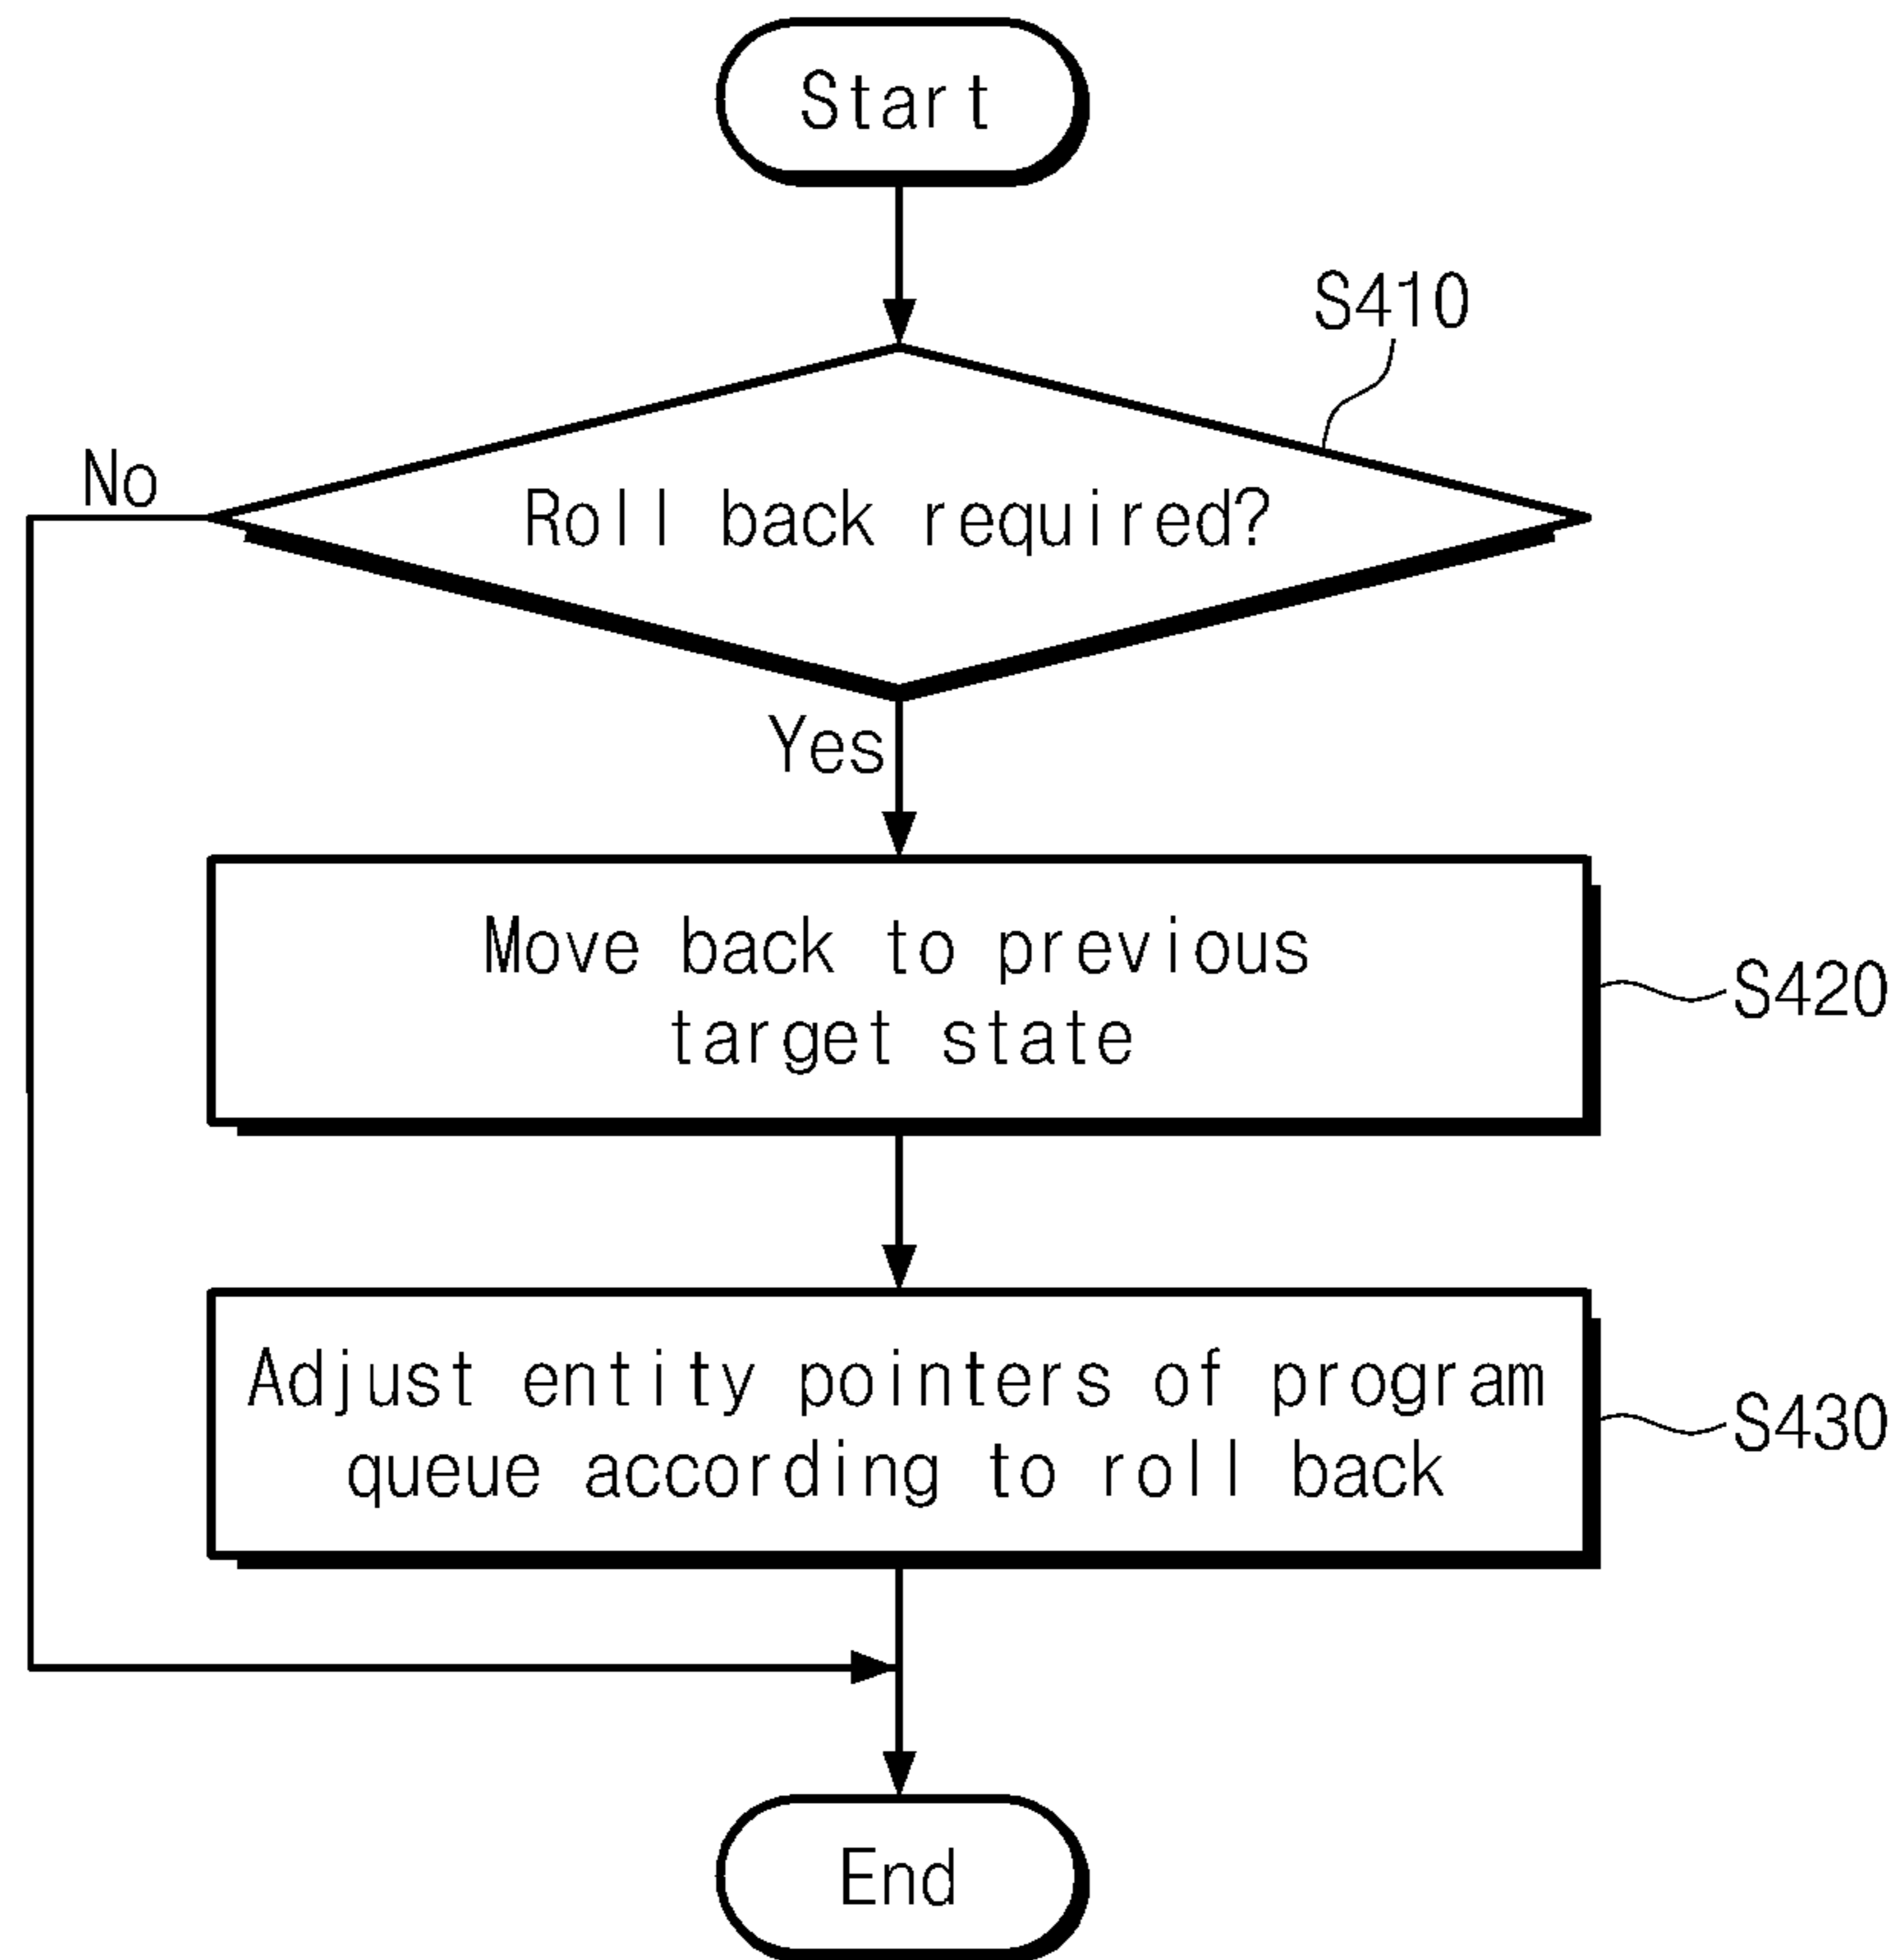 Start
S410
No
Roll back required?
Yes
Move back to previous
target state
S420
Adjust entity pointers of program
queue according to roll back
S430
End